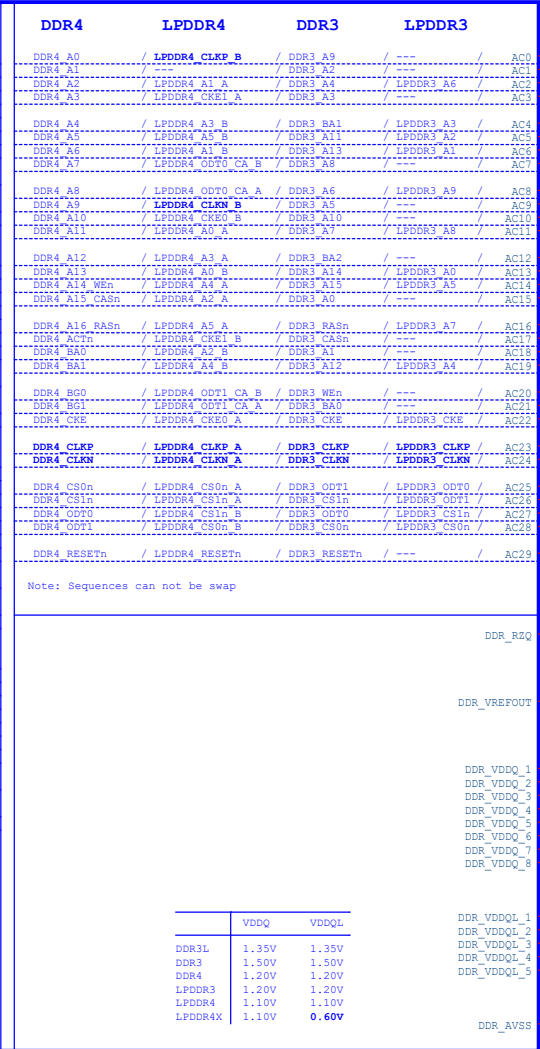 DDR4 LPDDR4 DDR3 LPDDR3
DDR4_A0 / LPDDR4_CLKP_B / DDR3_A9 / --- / AC0
DDR4_A1 / --- / DDR3_A2 / --- / AC1
DDR4_A2 / LPDDR4_A1_A / DDR3_A4 / LPDDR3_A6 / AC2
DDR4_A3 / LPDDR4_CKE1_A / DDR3_A3 / --- / AC3
DDR4_A4 / LPDDR4_A3_B / DDR3_BA1 / LPDDR3_A3 / AC4
DDR4_A5 / LPDDR4_A5_B / DDR3_A11 / LPDDR3_A2 / AC5
DDR4_A6 / LPDDR4_A1_B / DDR3_A13 / LPDDR3_A1 / AC6
DDR4_A7 / LPDDR4_ODT0_CA_B / DDR3_A8 / --- / AC7
DDR4_A8 / LPDDR4_ODT0_CA_A / DDR3_A6 / LPDDR3_A9 / AC8
DDR4_A9 / LPDDR4_CLKN_B / DDR3_A5 / --- / AC9
DDR4_A10 / LPDDR4_CKE0_B / DDR3_A10 / --- / AC10
DDR4_A11 / LPDDR4_A0_A / DDR3_A7 / LPDDR3_A8 / AC11
DDR4_A12 / LPDDR4_A3_A / DDR3_BA2 / --- / AC12
DDR4_A13 / LPDDR4_A0_B / DDR3_A14 / LPDDR3_A0 / AC13
DDR4_A14_WEn / LPDDR4_A4_A / DDR3_A15 / LPDDR3_A5 / AC14
DDR4_A15_CASn / LPDDR4_A2_A / DDR3_A0 / --- / AC15
DDR4_A16_RASn / LPDDR4_A5_A / DDR3_RASn / LPDDR3_A7 / AC16
DDR4_ACTn / LPDDR4_CKE1_B / DDR3_CASn / --- / AC17
DDR4_BA0 / LPDDR4_A2_B / DDR3_A1 / --- / AC18
DDR4_BA1 / LPDDR4_A4_B / DDR3_A12 / LPDDR3_A4 / AC19
DDR4_BG0 / LPDDR4_ODT1_CA_B / DDR3_WEn / --- / AC20
DDR4_BG1 / LPDDR4_ODT1_CA_A / DDR3_BA0 / --- / AC21
DDR4_CKE / LPDDR4_CKE0_A / DDR3_CKE / LPDDR3_CKE / AC22
DDR4_CLKP / LPDDR4_CLKP_A / DDR3_CLKP / LPDDR3_CLKP / AC23
DDR4_CLKN / LPDDR4_CLKN_A / DDR3_CLKN / LPDDR3_CLKN / AC24
DDR4_CS0n / LPDDR4_CS0n_A / DDR3_ODT1 / LPDDR3_ODT0 / AC25
DDR4_CS1n / LPDDR4_CS1n_A / DDR3_CS1n / LPDDR3_ODT1 / AC26
DDR4_ODT0 / LPDDR4_CS1n_B / DDR3_ODT0 / LPDDR3_CS1n / AC27
DDR4_ODT1 / LPDDR4_CS0n_B / DDR3_CS0n / LPDDR3_CS0n / AC28
DDR4_RESETn / LPDDR4_RESETn / DDR3_RESETn / --- / AC29
Note: Sequences can not be swap
DDR_RZQ
DDR_VREFOUT
DDR_VDDQ_1
DDR_VDDQ_2
DDR_VDDQ_3
DDR_VDDQ_4
DDR_VDDQ_5
DDR_VDDQ_6
DDR_VDDQ_7
DDR_VDDQ_8
DDR_VDDQL_1
DDR_VDDQL_2
DDR_VDDQL_3
DDR_VDDQL_4
DDR_VDDQL_5
VDDQ VDDQL
DDR3L 1.35V 1.35V
DDR3 1.50V 1.50V
DDR4 1.20V 1.20V
LPDDR3 1.20V 1.20V
LPDDR4 1.10V 1.10V
LPDDR4X 1.10V 0.60V
DDR_AVSS